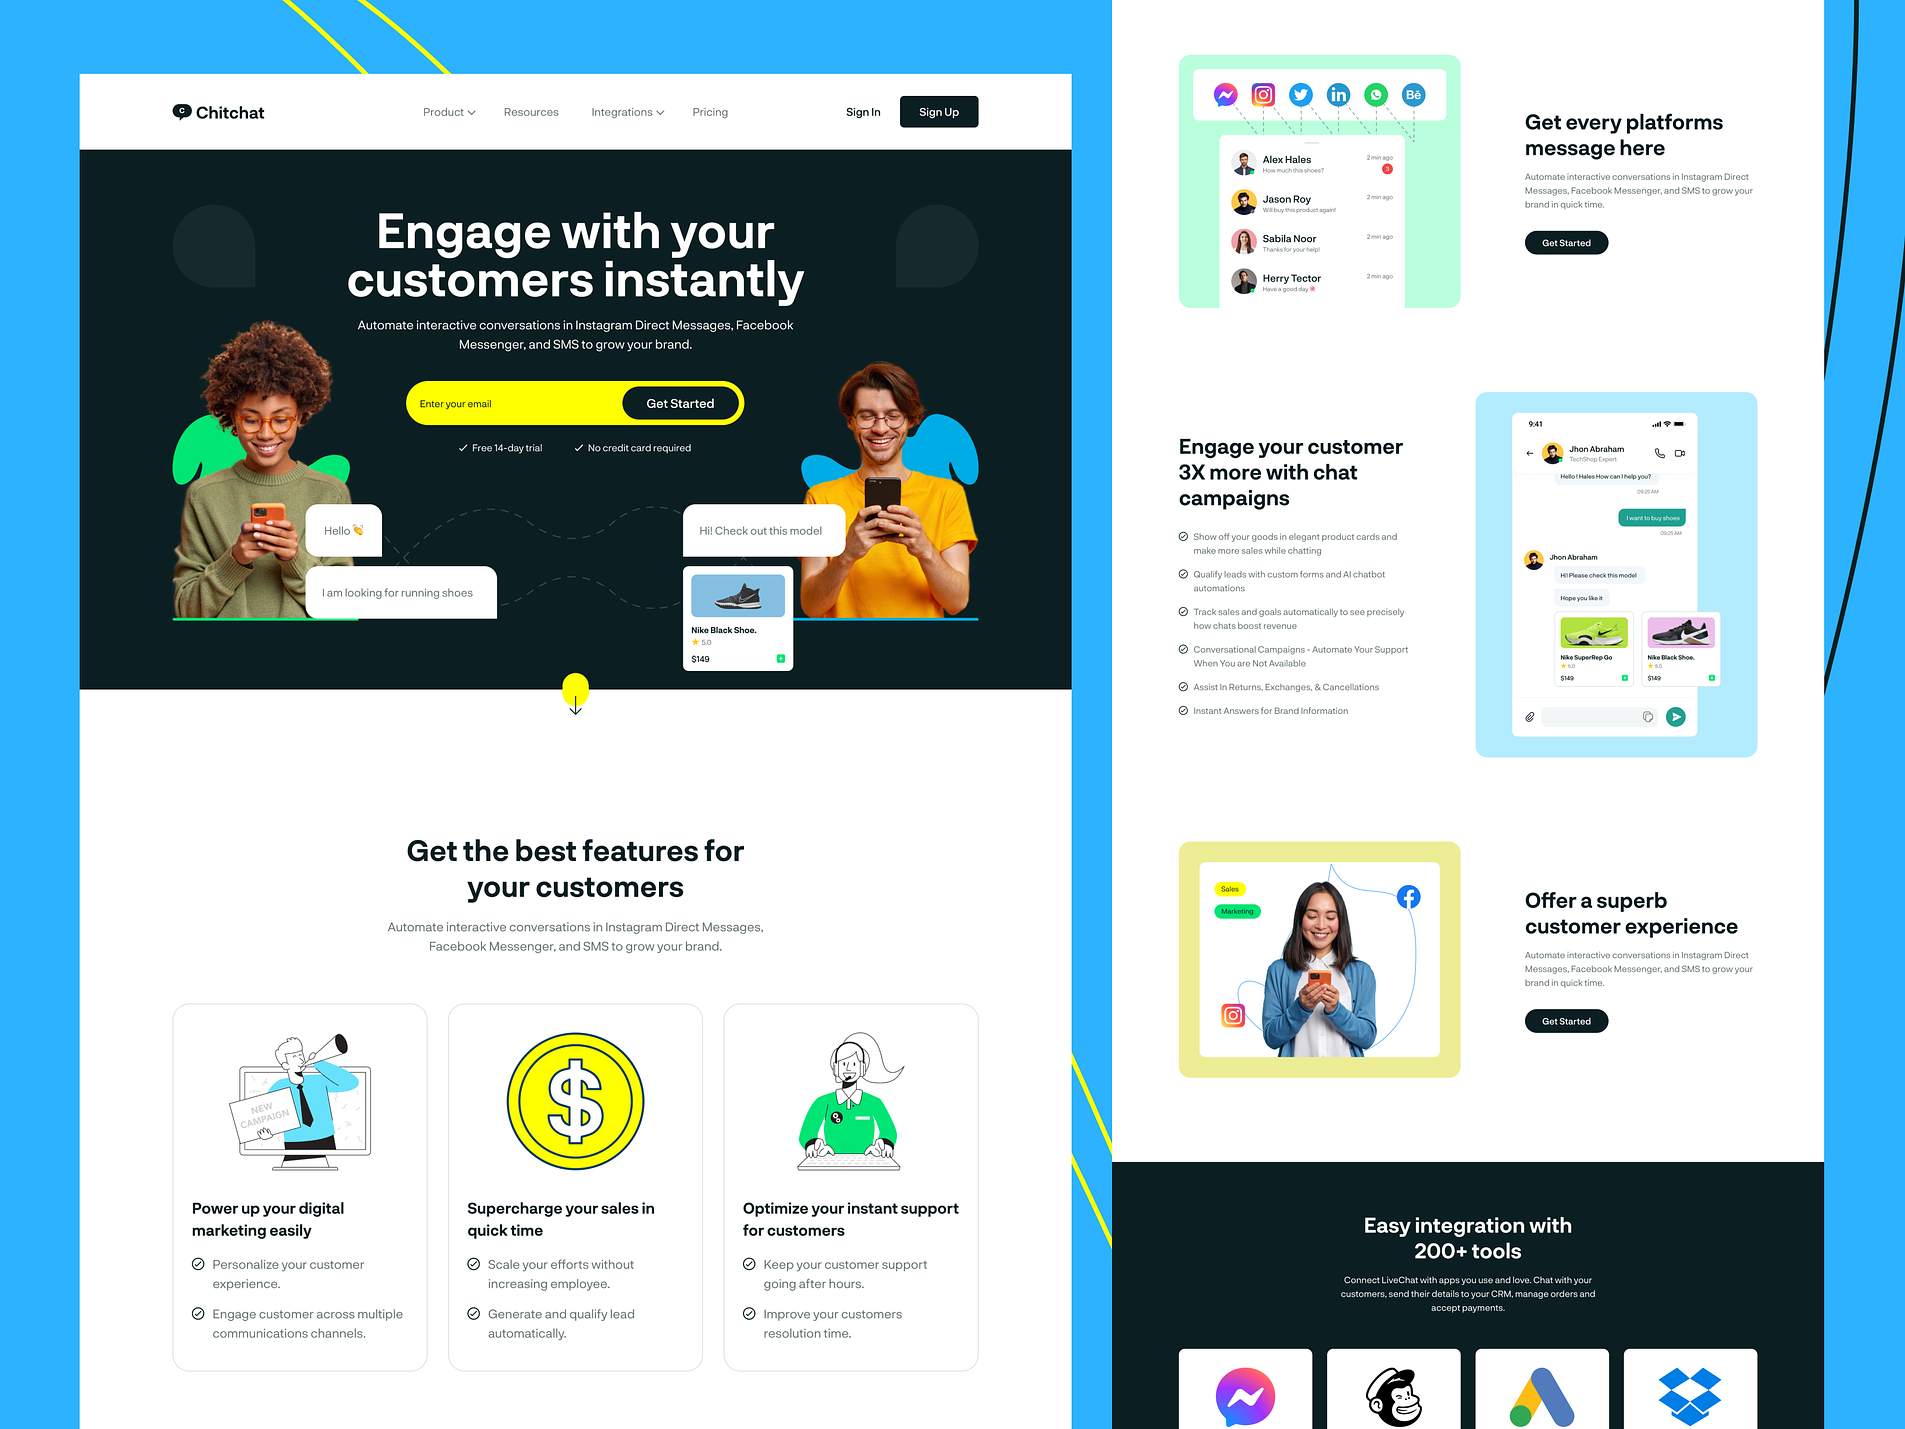 Chitchat
Product
Resources
Integrations
Pricing
Sign In
Sign Up
Engage with your
customers instantly
Automate interactive conversations in Instagram Direct Messages, Facebook
Messenger, and SMS to grow your brand.
Enter your email
Get Started
Free 14-day trial
No credit card required
Hello 👋
I am looking for running shoes
Hi! Check out this model
Nike Black Shoe.
5.0
$149
Get the best features for
your customers
Automate interactive conversations in Instagram Direct Messages,
Facebook Messenger, and SMS to grow your brand.
NEW
CAMPAIGN
Power up your digital
marketing easily
Personalize your customer
experience.
Engage customer across multiple
communications channels.
$
Supercharge your sales in
quick time
Scale your efforts without
increasing employee.
Generate and qualify lead
automatically.
Optimize your instant support
for customers
Keep your customer support
going after hours.
Improve your customers
resolution time.
in
Bē
Alex Hales
How much this shoes?
2 min ago
3
Jason Roy
Will buy this product again!
2 min ago
Sabila Noor
Thanks for your help!
2 min ago
Herry Tector
Have a good day
2 min ago
Get every platforms
message here
Automate interactive conversations in Instagram Direct
Messages, Facebook Messenger, and SMS to grow your
brand in quick time.
Get Started
Engage your customer
3X more with chat
campaigns
Show off your goods in elegant product cards and
make more sales while chatting
Qualify leads with custom forms and AI chatbot
automations
Track sales and goals automatically to see precisely
how chats boost revenue
Conversational Campaigns - Automate Your Support
When You are Not Available
Assist In Returns, Exchanges, & Cancellations
Instant Answers for Brand Information
9:41
Jhon Abraham
TechShop Expert
Hello ! Hales How can I help you?
09:25 AM
I want to buy shoes
09:25 AM
Jhon Abraham
Hi! Please check this model
Hope you like it
Nike SuperRep Go
5.0
$149
Nike Black Shoe.
5.0
$149
Sales
Marketing
Offer a superb
customer experience
Automate interactive conversations in Instagram Direct
Messages, Facebook Messenger, and SMS to grow your
brand in quick time.
Get Started
Easy integration with
200+ tools
Connect LiveChat with apps you use and love. Chat with your
customers, send their details to your CRM, manage orders and
accept payments.